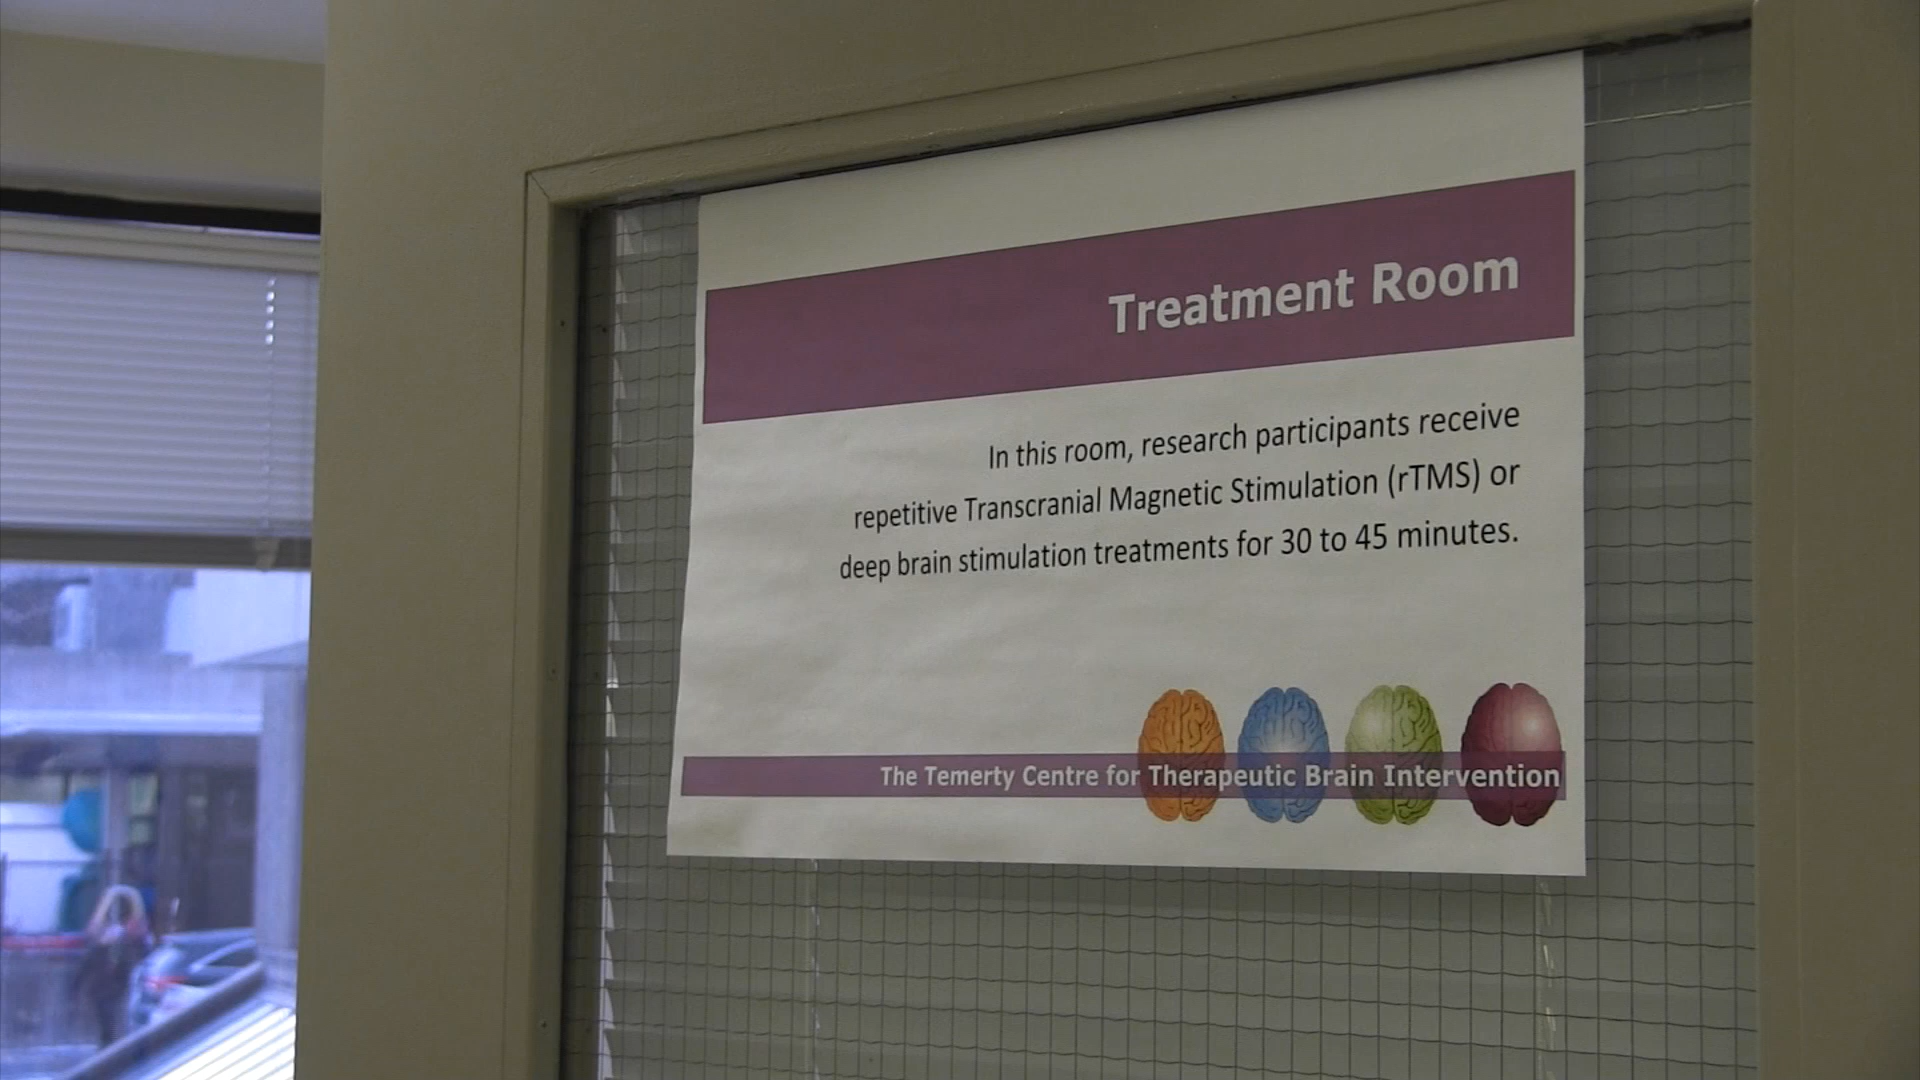 Treatment Room
In this room, research participants receive
repetitive Transcranial Magnetic Stimulation (rTMS) or
deep brain stimulation treatments for 30 to 45 minutes.
The Temerty Centre for Therapeutic Brain Intervention